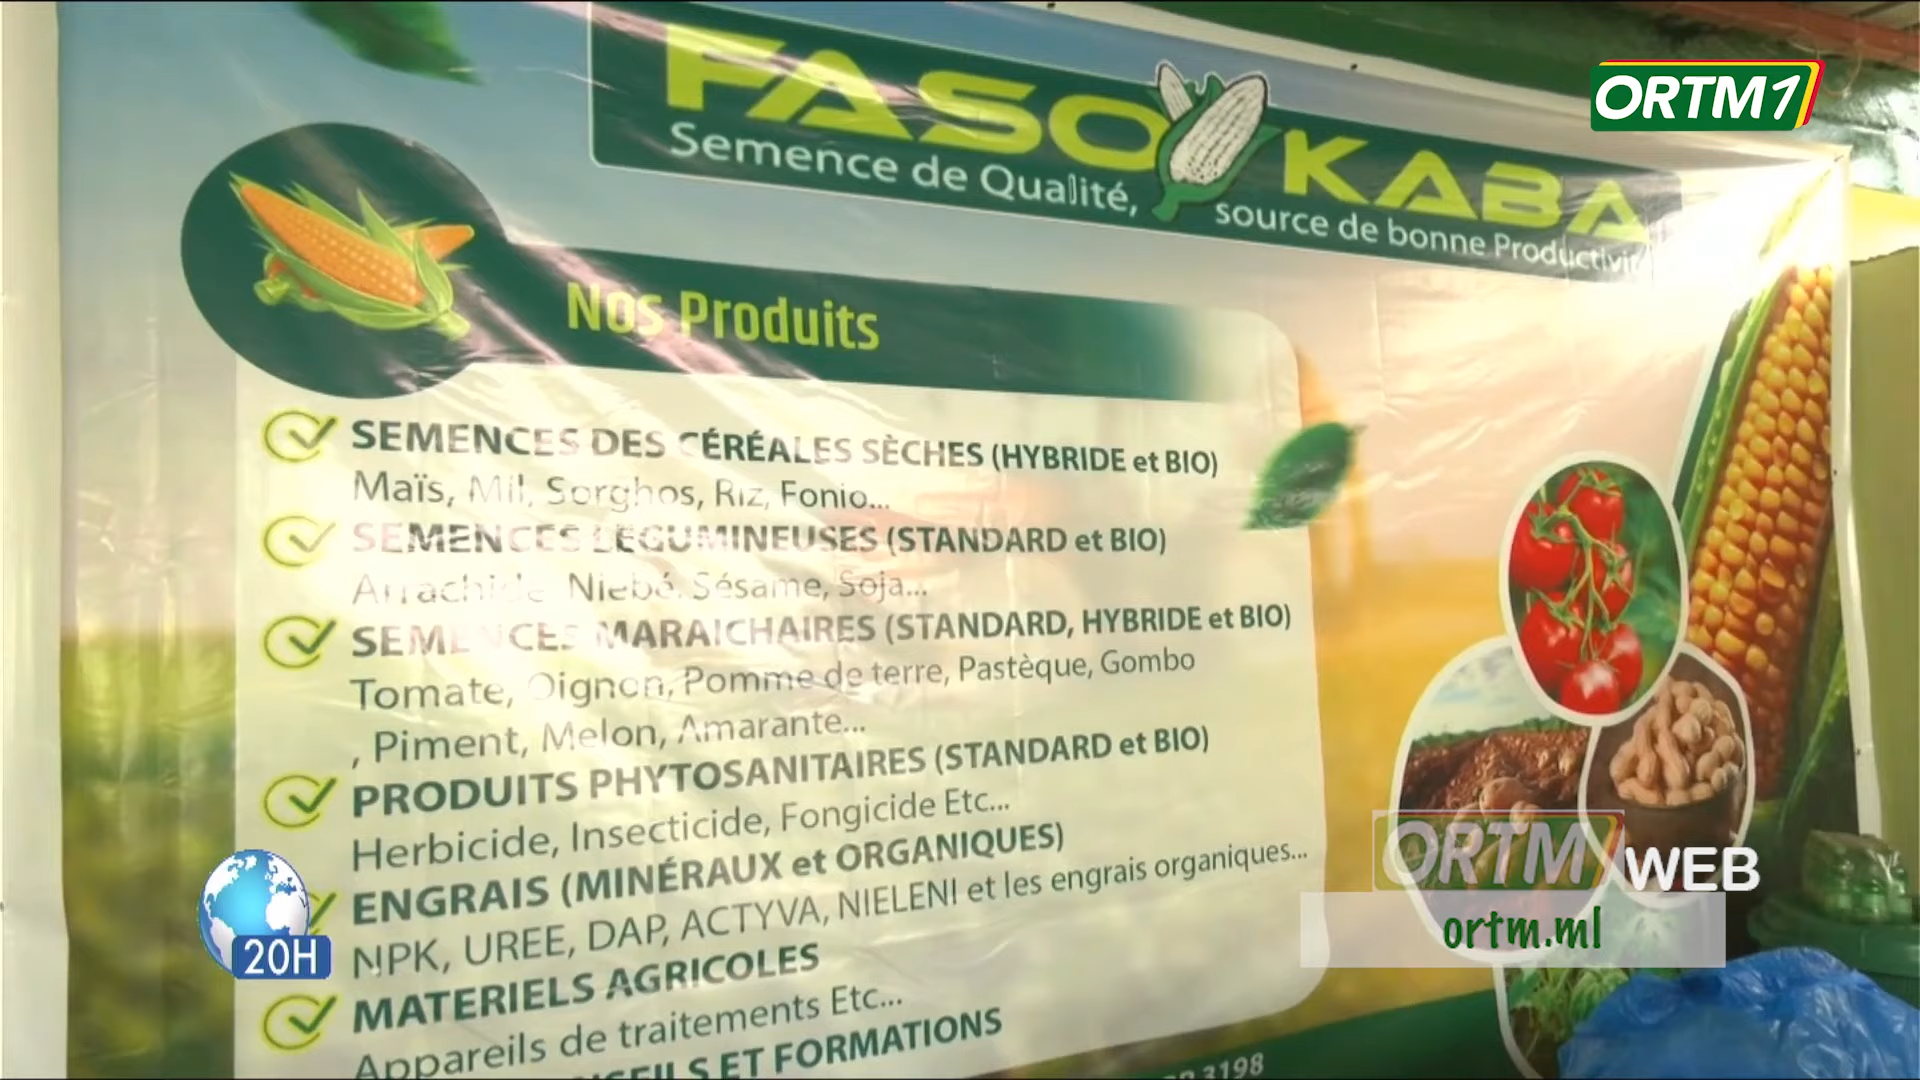 ORTM1
FASO KABA
Semence de Qualité, source de bonne
Nos Produits
SEMENCES DES CÉRÉALES SÈCHES (HYBRIDE et BIO)
Maïs, Mil, Sorghos, Riz, Fonio...
SEMENCES LEGUMINEUSES (STANDARD et BIO)
Arachide, Niebé, Sésame, Soja...
SEMENCES MARAICHAIRES (STANDARD, HYBRIDE et BIO)
Tomate, Oignon, Pomme de terre, Pastèque, Gombo
, Piment, Melon, Amarante...
PRODUITS PHYTOSANITAIRES (STANDARD et BIO)
Herbicide, Insecticide, Fongicide Etc...
ENGRAIS (MINÉRAUX et ORGANIQUES)
NPK, UREE, DAP, ACTYVA, NIELENI et les engrais organiques...
MATERIELS AGRICOLES
Appareils de traitements Etc...
ET FORMATIONS
3198
20H
ORTM1 WEB
ortm.ml